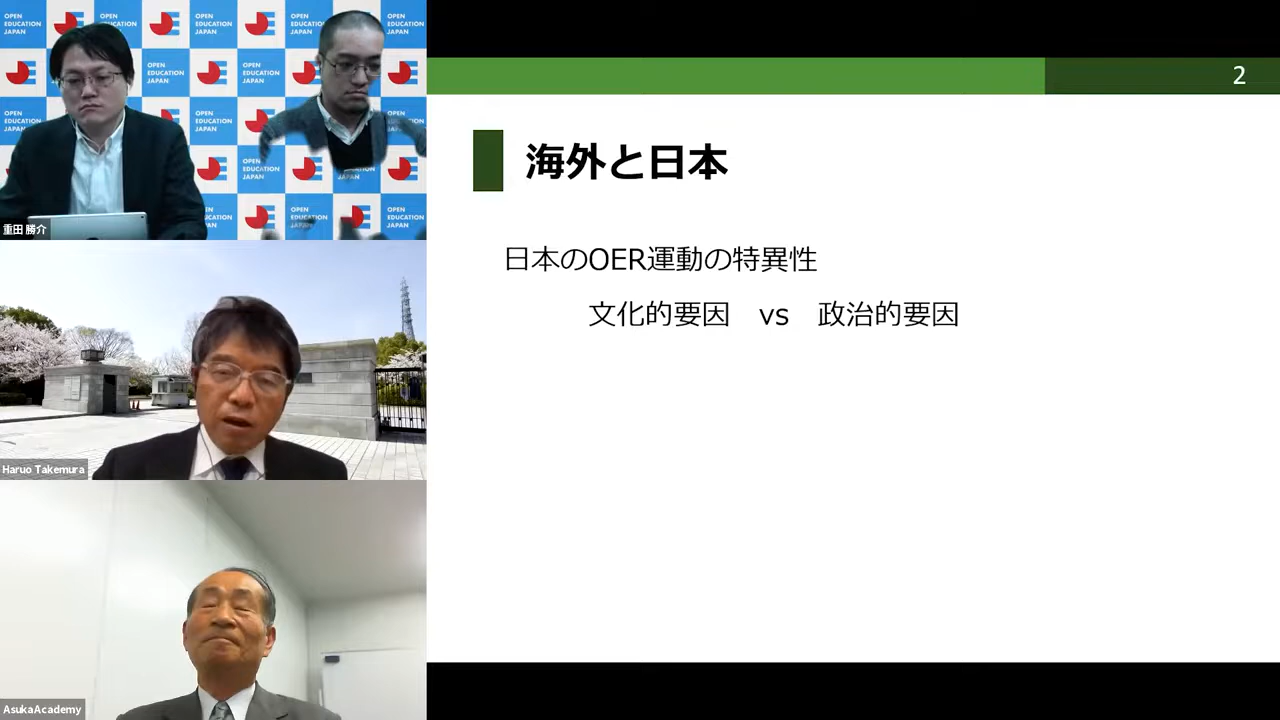 OPEN EDUCATION JAPAN
重田 勝介
Haruo Takemura
AsukaAcademy
2
海外と日本
日本のOER運動の特異性
文化的要因 vs 政治的要因